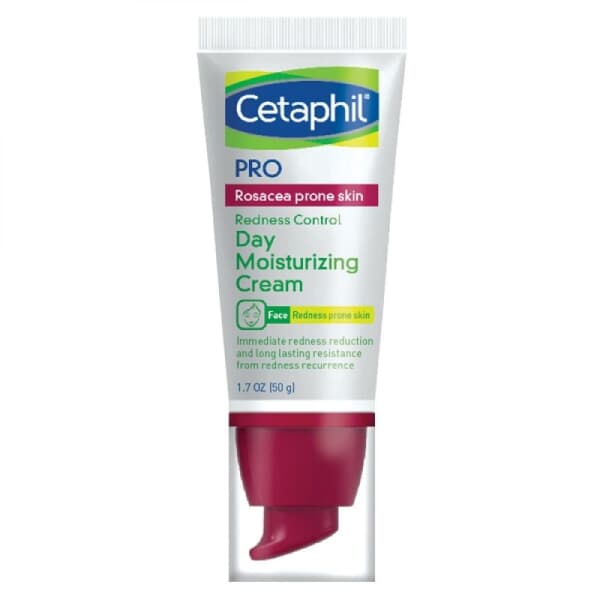 Cetaphil®
PRO
Rosacea prone skin
Redness Control
Day
Moisturizing
Cream
Face Redness prone skin
Immediate redness reduction
and long lasting resistance
from redness recurrence
1.7 OZ (50 g)